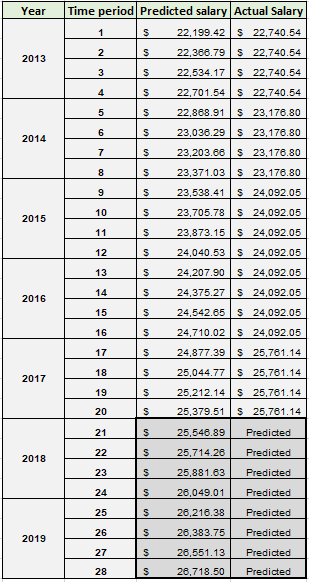 Year Time period Predicted salary Actual Salary
2013
1 $ 22,199.42 $ 22,740.54
2 $ 22,366.79 $ 22,740.54
3 $ 22,534.17 $ 22,740.54
4 $ 22,701.54 $ 22,740.54
2014
5 $ 22,868.91 $ 23,176.80
6 $ 23,036.29 $ 23,176.80
7 $ 23,203.66 $ 23,176.80
8 $ 23,371.03 $ 23,176.80
2015
9 $ 23,538.41 $ 24,092.05
10 $ 23,705.78 $ 24,092.05
11 $ 23,873.15 $ 24,092.05
12 $ 24,040.53 $ 24,092.05
2016
13 $ 24,207.90 $ 24,092.05
14 $ 24,375.27 $ 24,092.05
15 $ 24,542.65 $ 24,092.05
16 $ 24,710.02 $ 24,092.05
2017
17 $ 24,877.39 $ 25,761.14
18 $ 25,044.77 $ 25,761.14
19 $ 25,212.14 $ 25,761.14
20 $ 25,379.51 $ 25,761.14
2018
21 $ 25,546.89 Predicted
22 $ 25,714.26 Predicted
23 $ 25,881.63 Predicted
24 $ 26,049.01 Predicted
2019
25 $ 26,216.38 Predicted
26 $ 26,383.75 Predicted
27 $ 26,551.13 Predicted
28 $ 26,718.50 Predicted